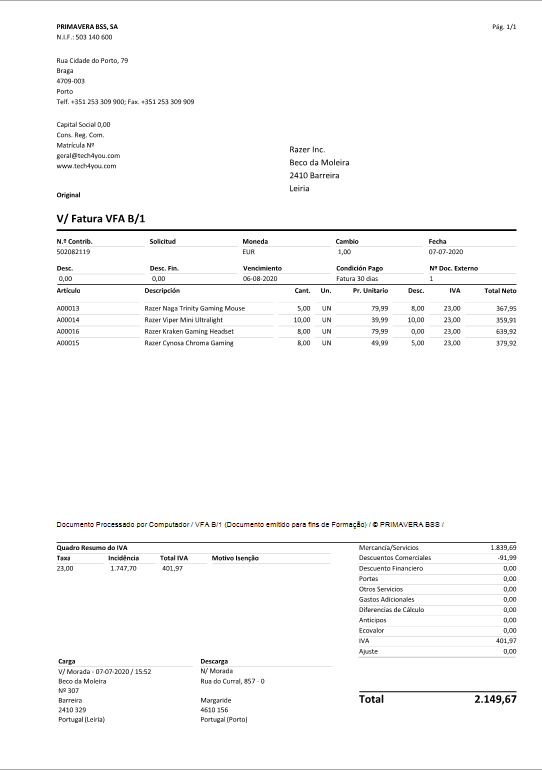 PRIMAVERA BSS, SA Pág. 1/1
N.I.F.: 503 140 600
Rua Cidade do Porto, 79
Braga
4709-003
Porto
Telf. +351 253 309 900; Fax. +351 253 309 909
Capital Social 0,00
Cons. Reg. Com.
Matrícula Nº
geral@tech4you.com
www.tech4you.com
Razer Inc.
Beco da Moleira
2410 Barreira
Leiria
Original
V/ Fatura VFA B/1
N.º Contrib. Solicitud Moneda Cambio Fecha
502082119 EUR 1,00 07-07-2020
Desc. Desc. Fin. Vencimiento Condición Pago Nº Doc. Externo
0,00 0,00 06-08-2020 Fatura 30 dias 1
Artículo Descripción Cant. Un. Pr. Unitario Desc. IVA Total Neto
A00013 Razer Naga Trinity Gaming Mouse 5,00 UN 79,99 8,00 23,00 367,95
A00014 Razer Viper Mini Ultralight 10,00 UN 39,99 10,00 23,00 359,91
A00016 Razer Kraken Gaming Headset 8,00 UN 79,99 0,00 23,00 639,92
A00015 Razer Cynosa Chroma Gaming 8,00 UN 49,99 5,00 23,00 379,92
Documento Processado por Computador / VFA B/1 (Documento emitido para fins de Formação) / © PRIMAVERA BSS /
Quadro Resumo do IVA
Taxa Incidência Total IVA Motivo Isenção
23,00 1.747,70 401,97
Mercancía/Servicios 1.839,69
Descuentos Comerciales -91,99
Descuento Financiero 0,00
Portes 0,00
Otros Servicios 0,00
Gastos Adicionales 0,00
Diferencias de Cálculo 0,00
Anticipos 0,00
Ecovalor 0,00
IVA 401,97
Ajuste 0,00
Carga Descarga
V/ Morada - 07-07-2020 / 15:52 N/ Morada
Beco da Moleira Rua do Curral, 857 - 0
Nº 307
Barreira Margaride
2410 329 4610 156
Portugal (Leiria) Portugal (Porto)
Total 2.149,67